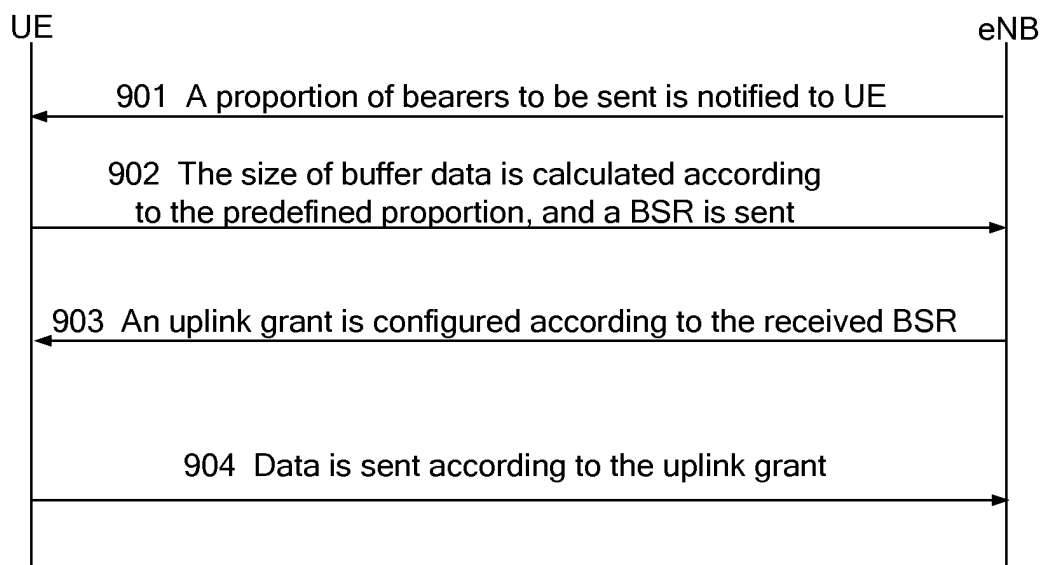 UE
eNB
901 A proportion of bearers to be sent is notified to UE
902 The size of buffer data is calculated according
to the predefined proportion, and a BSR is sent
903 An uplink grant is configured according to the received BSR
904 Data is sent according to the uplink grant